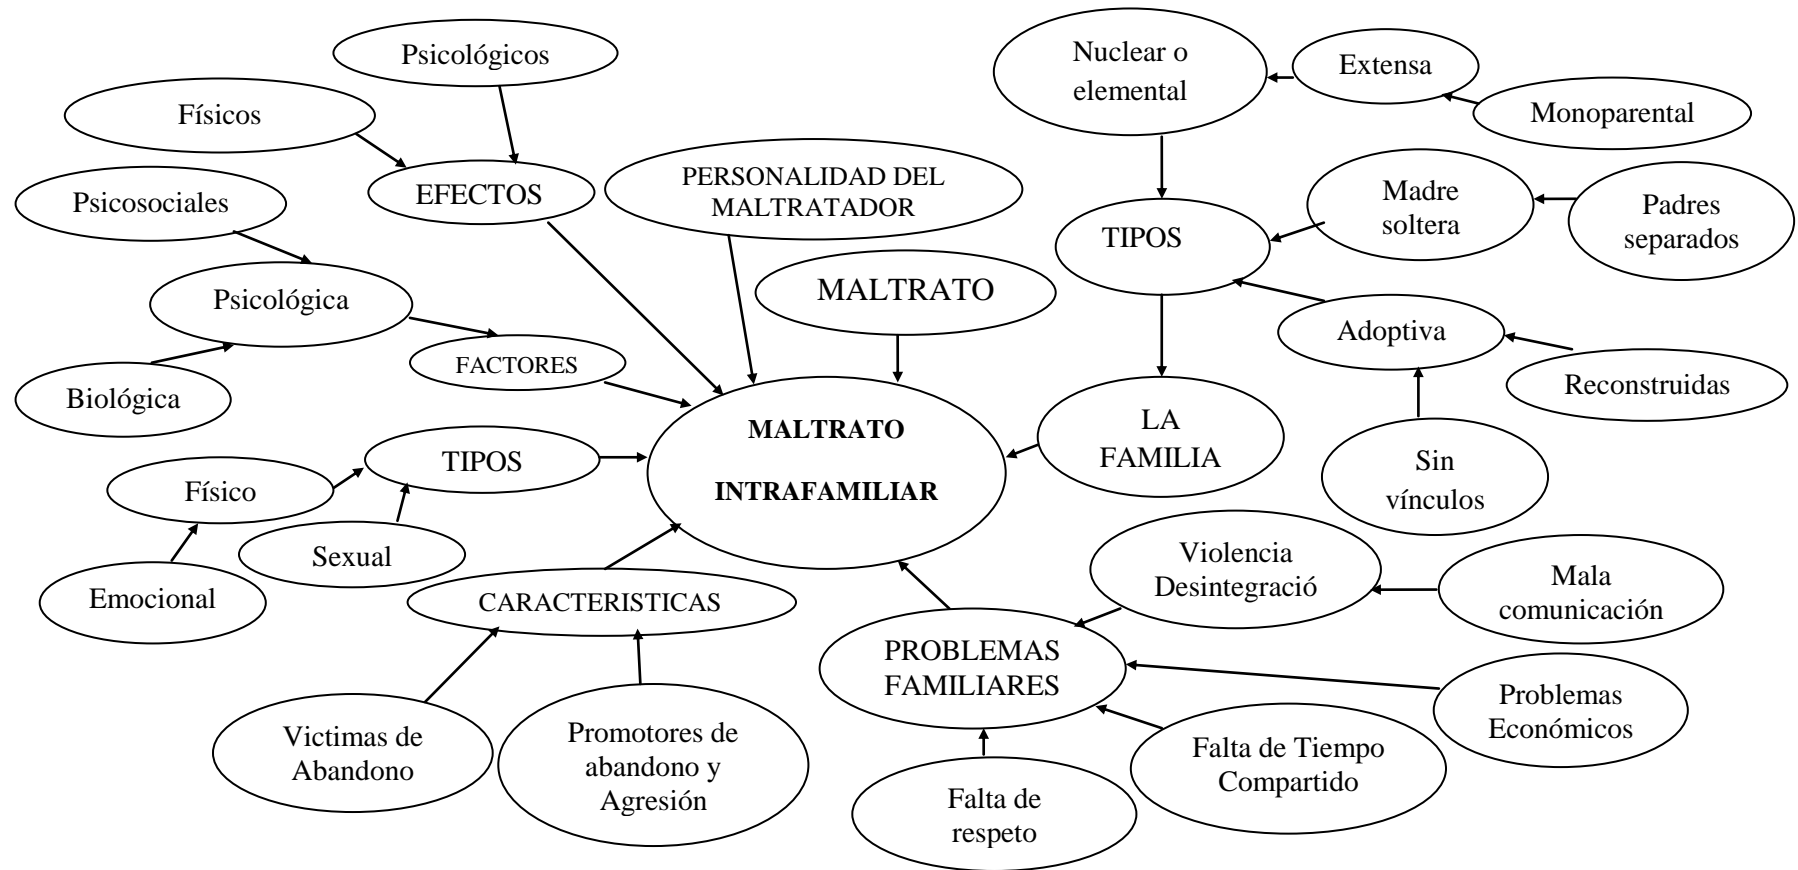 Psicológicos
Físicos
EFECTOS
Psicosociales
Psicológica
Biológica
FACTORES
PERSONALIDAD DEL
MALTRATADOR
MALTRATO
Nuclear o
elemental
Extensa
Monoparental
TIPOS
Madre
soltera
Padres
separados
Adoptiva
Reconstruidas
Sin
vínculos
LA
FAMILIA
MALTRATO
INTRAFAMILIAR
TIPOS
Físico
Emocional
Sexual
CARACTERISTICAS
Victimas de
Abandono
Promotores de
abandono y
Agresión
PROBLEMAS
FAMILIARES
Violencia
Desintegració
Mala
comunicación
Problemas
Económicos
Falta de Tiempo
Compartido
Falta de
respeto